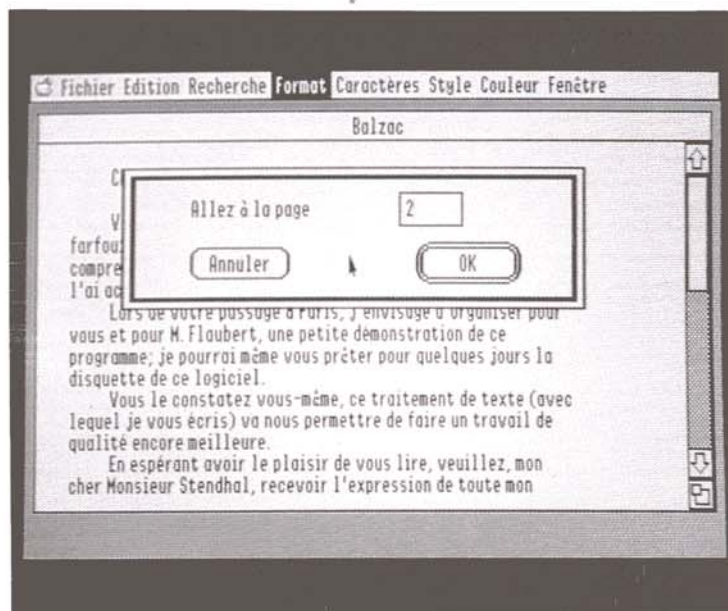 Fichier Edition Recherche Format Caractères Style Couleur Fenêtre
Balzac
Allez à la page 2
Annuler OK
farfou
compre
l'ai ac
Lors de votre passage à Paris, j'envisage d'organiser pour
vous et pour M. Flaubert, une petite démonstration de ce
programme; je pourrai même vous prêter pour quelques jours la
disquette de ce logiciel.
Vous le constatez vous-même, ce traitement de texte (avec
lequel je vous écris) va nous permettre de faire un travail de
qualité encore meilleure.
En espérant avoir le plaisir de vous lire, veuillez, mon
cher Monsieur Stendhal, recevoir l'expression de toute mon